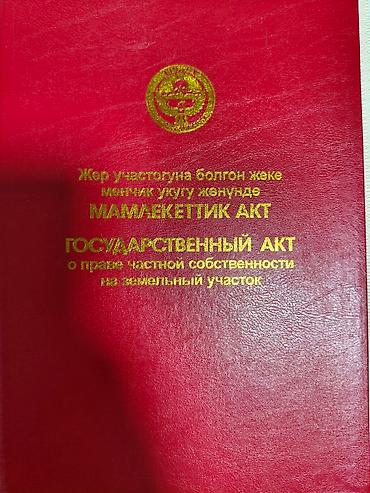 Жер участогуна болгон жеке
менчик укугу жөнүндө
МАМЛЕКЕТТИК АКТ
ГОСУДАРСТВЕННЫЙ АКТ
о праве частной собственности
на земельный участок